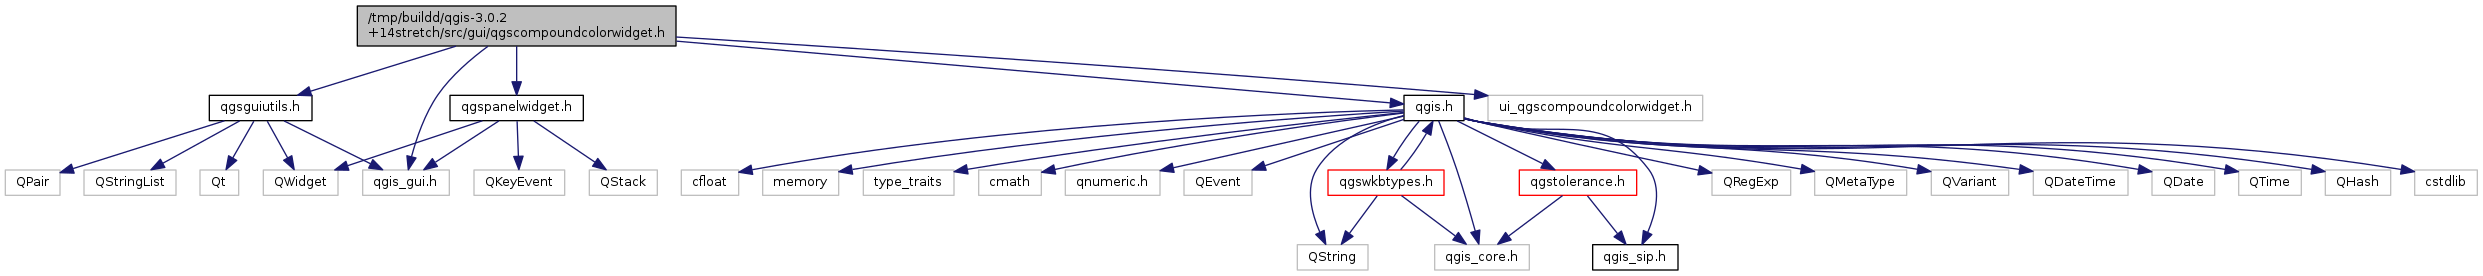 /tmp/buildd/qgis-3.0.2
+14stretch/src/gui/qgscompoundcolorwidget.h
qgsguiutils.h
qgspanelwidget.h
qgis.h
ui_qgscompoundcolorwidget.h
QPair
QStringList
Qt
QWidget
qgis_gui.h
QKeyEvent
QStack
cfloat
memory
type_traits
cmath
qnumeric.h
QEvent
qgswkbtypes.h
qgstolerance.h
QRegExp
QMetaType
QVariant
QDateTime
QDate
QTime
QHash
cstdlib
QString
qgis_core.h
qgis_sip.h